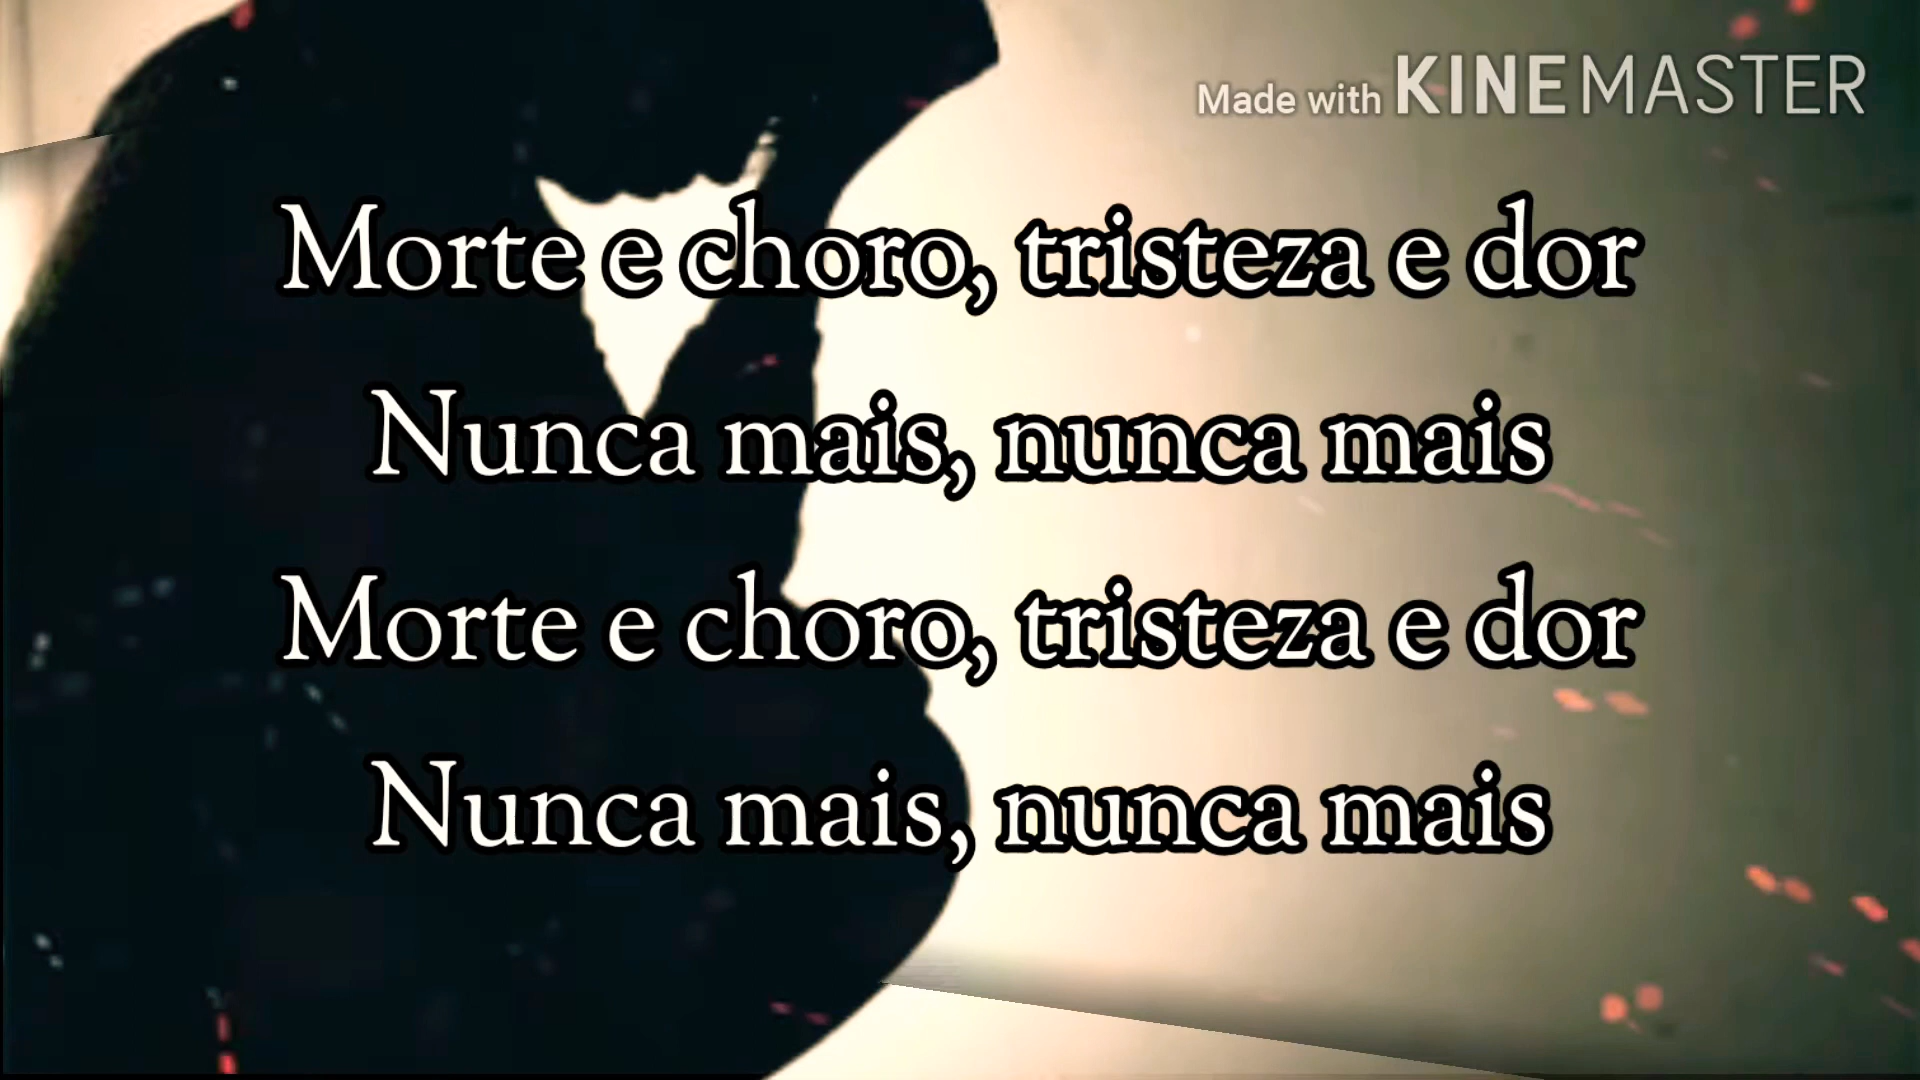 Made with KINEMASTER
Morte e choro, tristeza e dor
Nunca mais, nunca mais
Morte e choro, tristeza e dor
Nunca mais, nunca mais